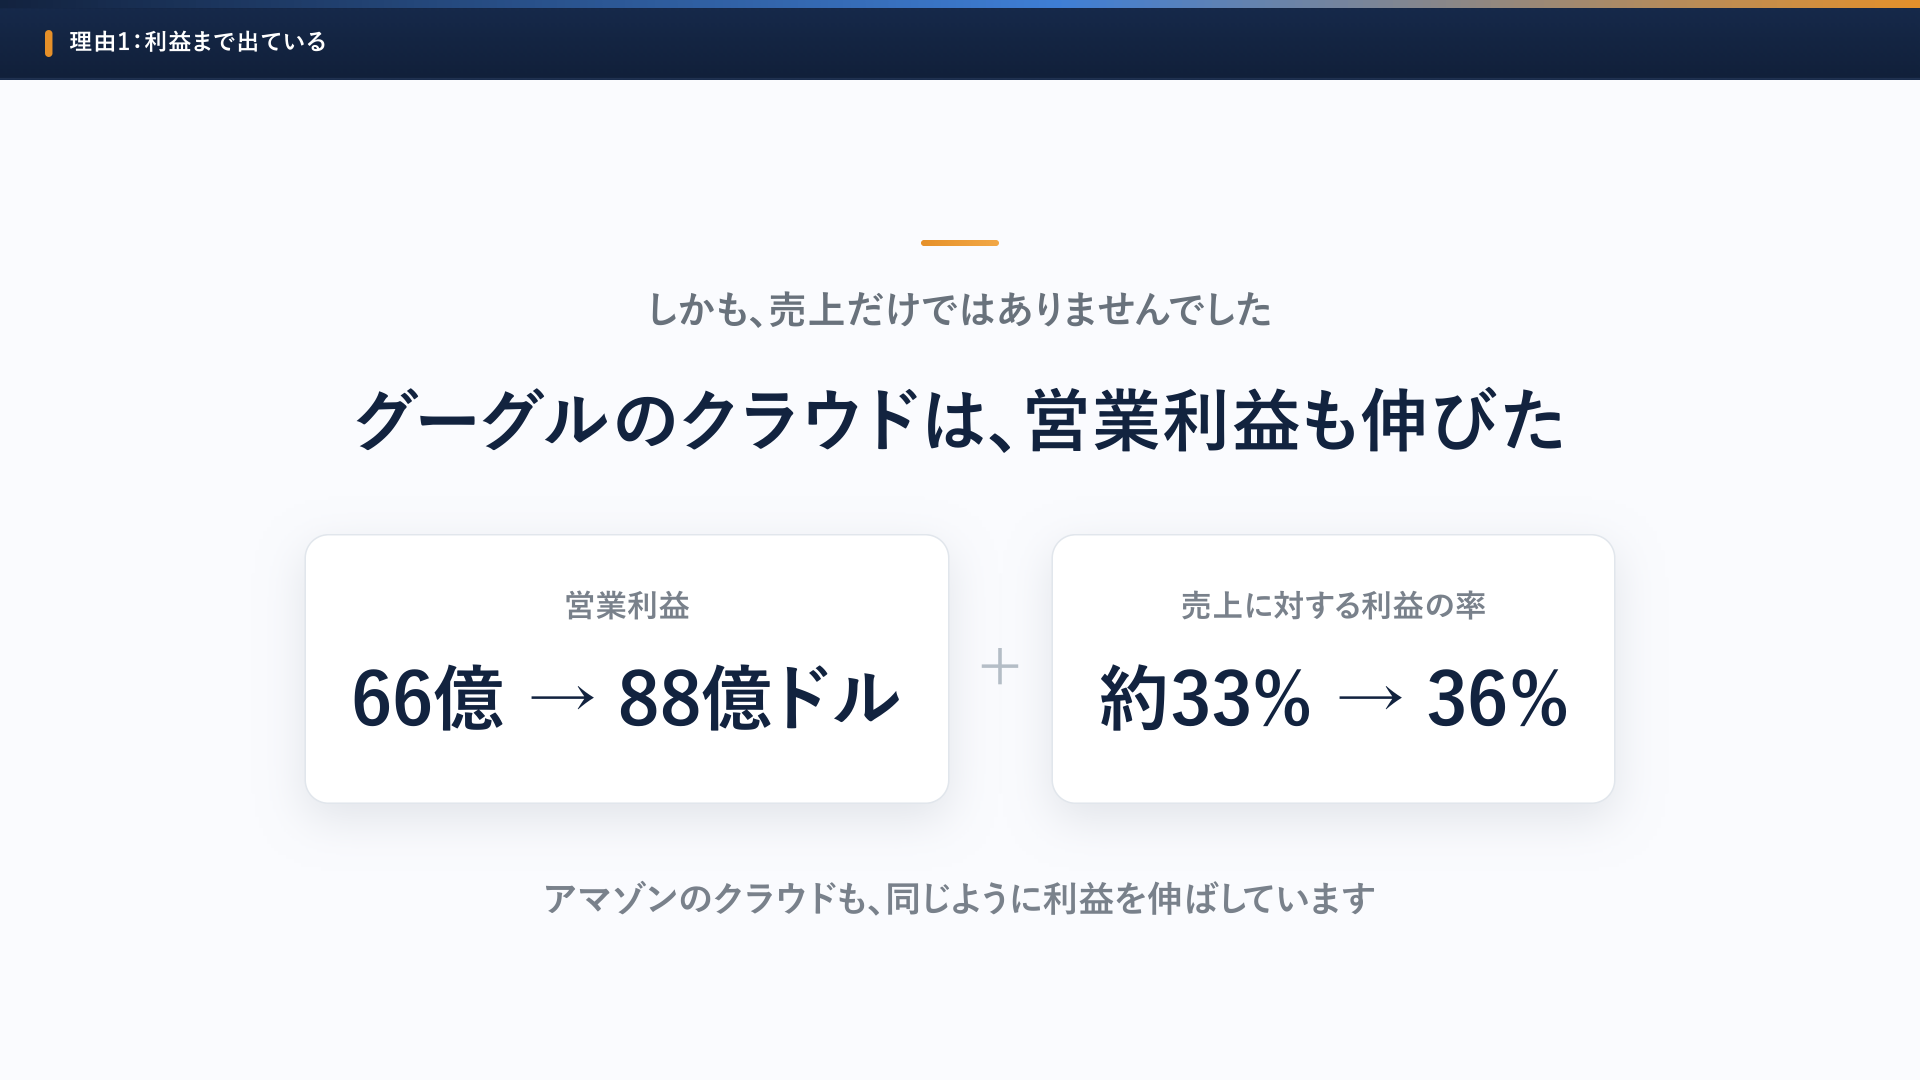 理由1：利益まで出ている
しかも、売上だけではありませんでした
グーグルのクラウドは、営業利益も伸びた
営業利益
66億 → 88億ドル
+
売上に対する利益の率
約33% → 36%
アマゾンのクラウドも、同じように利益を伸ばしています